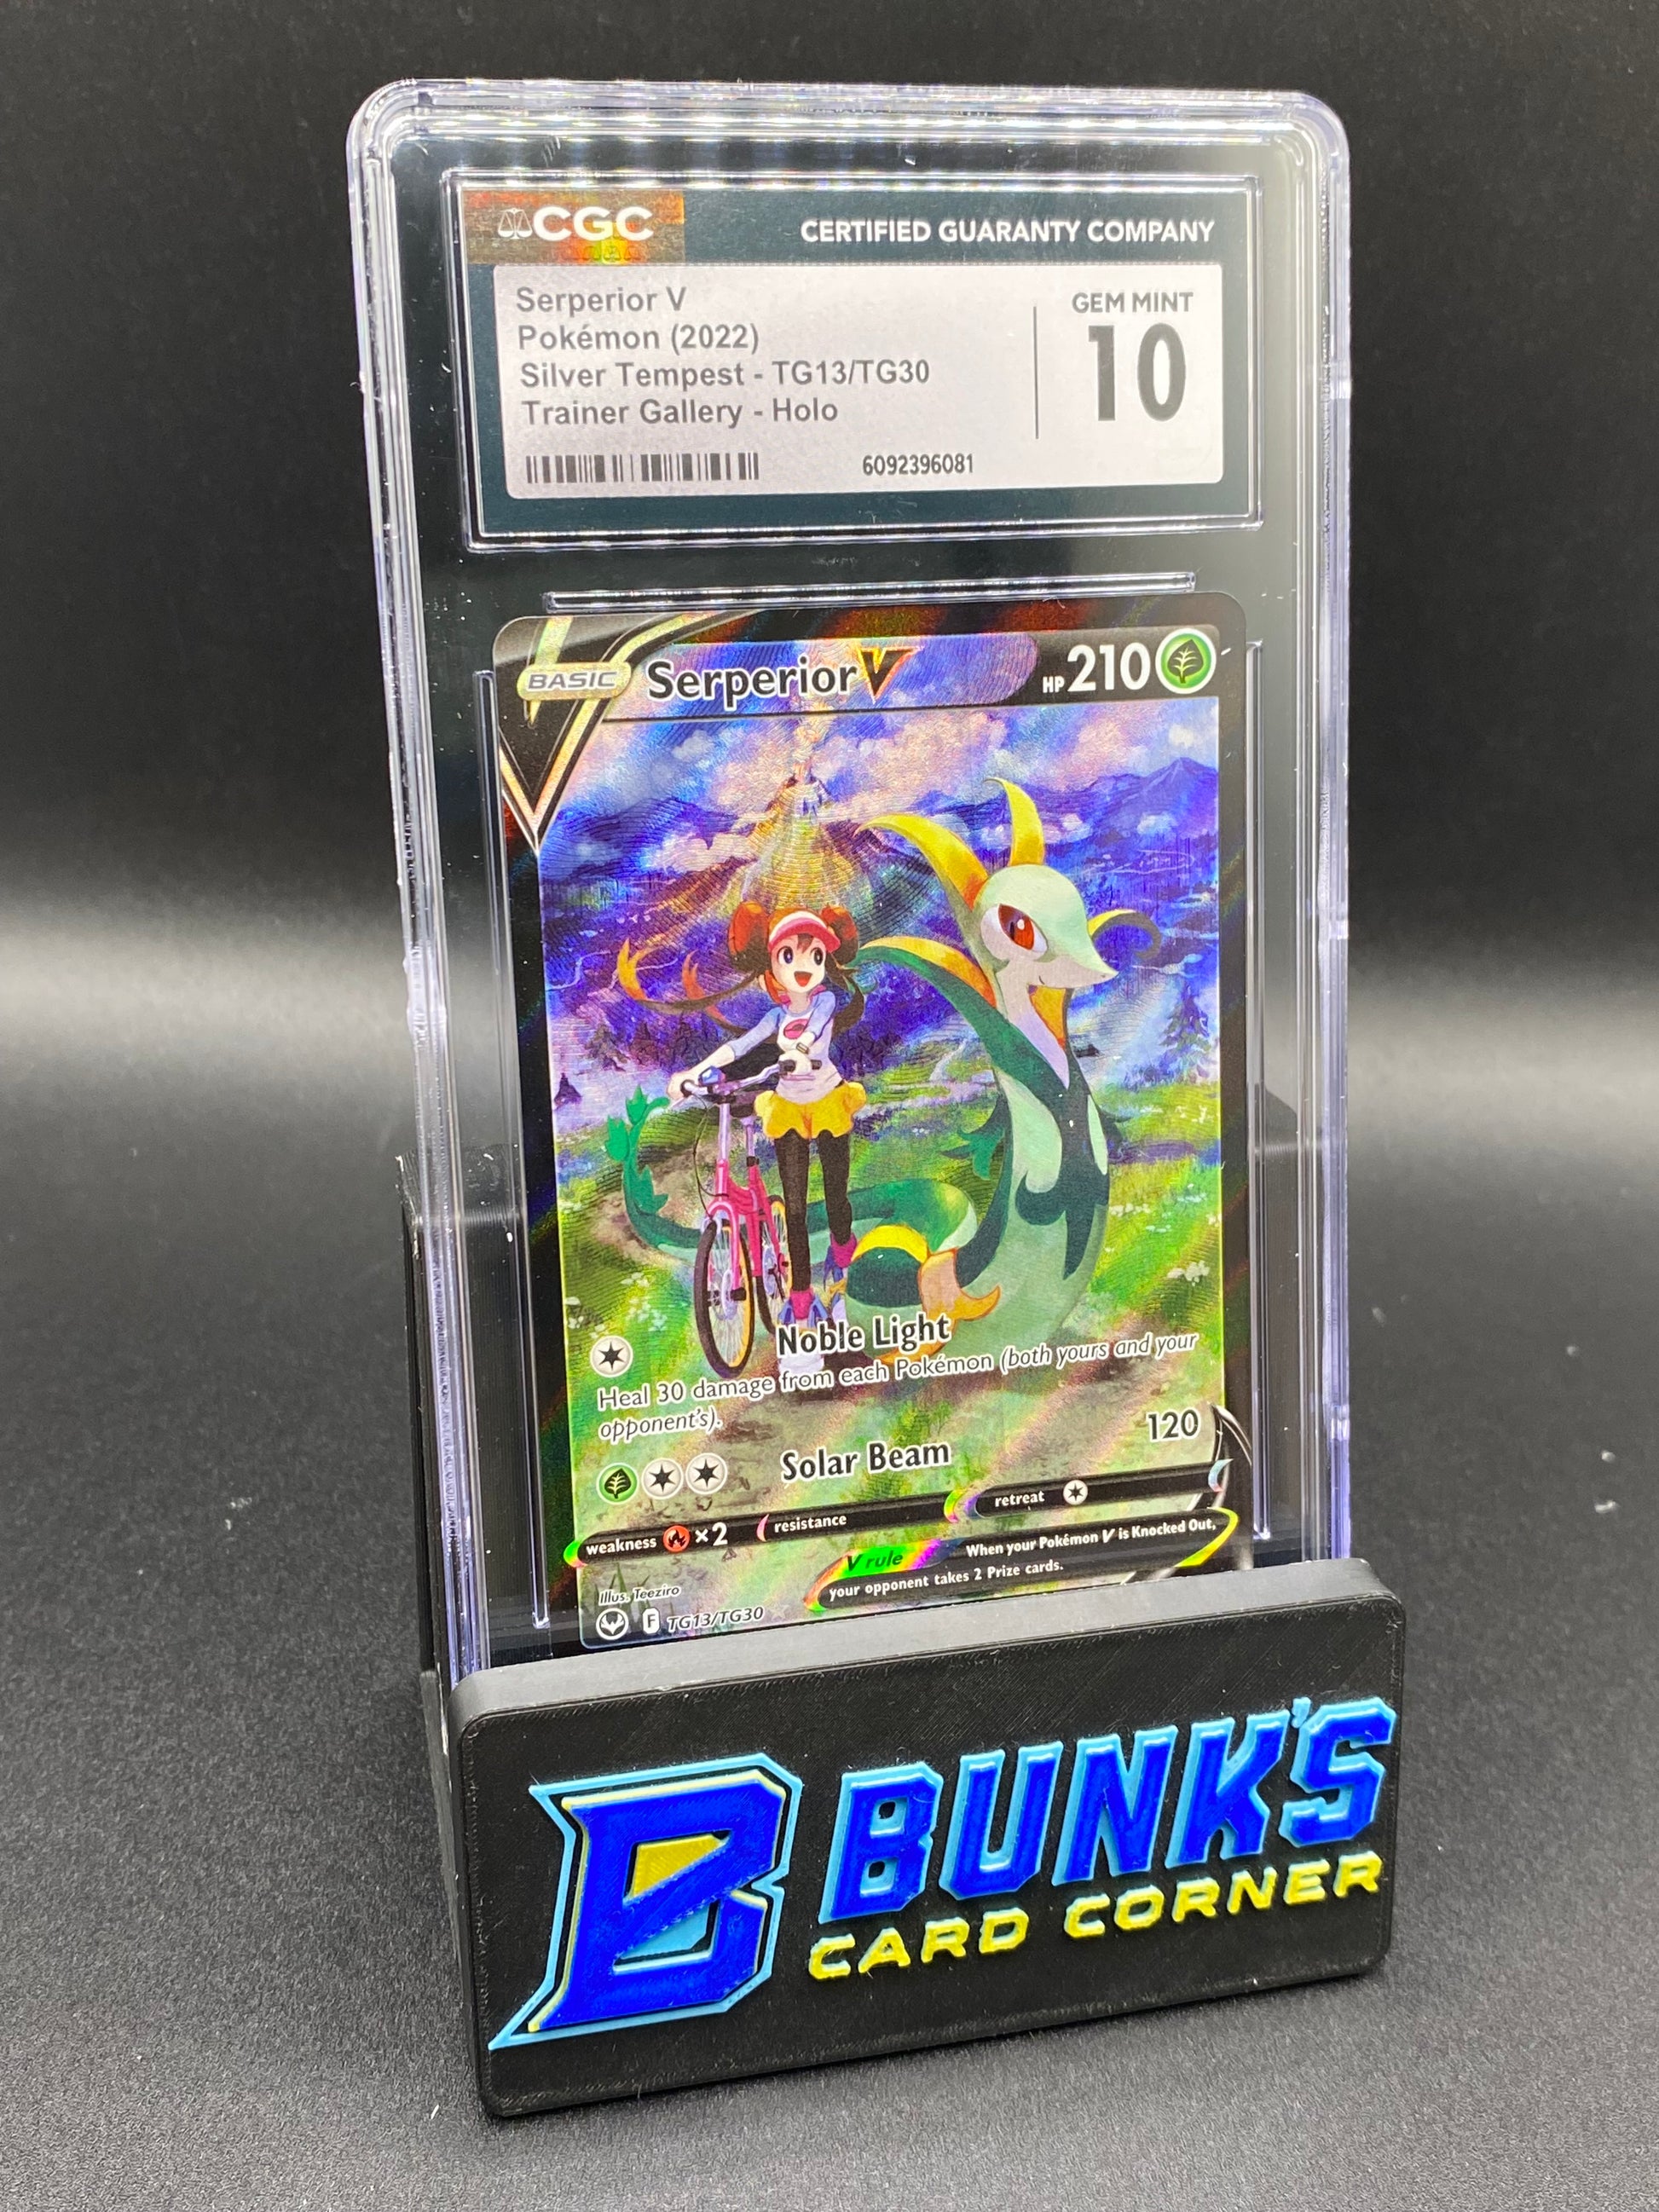 CGC
CERTIFIED GUARANTY COMPANY
Serperior V
Pokémon (2022)
Silver Tempest - TG13/TG30
Trainer Gallery - Holo
6092396081
GEM MINT
10
BASIC
Serperior V
HP 210
Noble Light
Heal 30 damage from each Pokémon (both yours and your
opponent's).
Solar Beam
120
weakness ×2
resistance
retreat
V rule
When your Pokémon V is Knocked Out,
your opponent takes 2 Prize cards.
Illus. Teeziro
F TG13/TG30
B BUNK'S
CARD CORNER